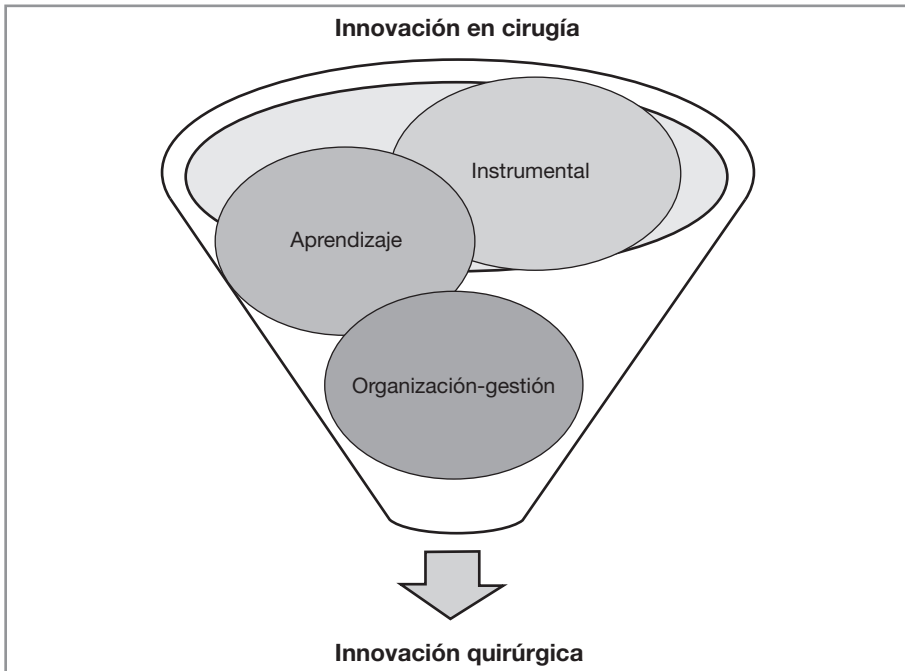 Innovación en cirugía
Instrumental
Aprendizaje
Organización-gestión
Innovación quirúrgica